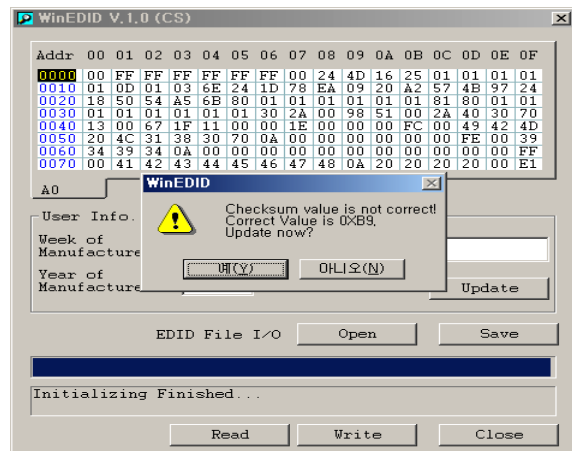 WinEDID V.1.0 (CS)
Addr 00 01 02 03 04 05 06 07 08 09 0A 0B 0C 0D 0E 0F
0000 00 FF FF FF FF FF FF 00 24 4D 16 25 01 01 01 01
0010 01 0D 01 03 6E 24 1D 78 EA 09 20 A2 57 4B 97 24
0020 18 50 54 A5 6B 80 01 01 01 01 01 01 81 80 01 01
0030 01 01 01 01 01 01 30 2A 00 98 51 00 2A 40 30 70
0040 13 00 67 1F 11 00 00 1E 00 00 00 FC 00 49 42 4D
0050 20 4C 31 38 30 70 0A 00 00 00 00 00 00 FE 00 39
0060 34 39 34 0A 00 00 00 00 00 00 00 00 00 00 00 FF
0070 00 41 42 43 44 45 46 47 48 0A 20 20 20 20 00 E1
A0
WinEDID
Checksum value is not correct!
Correct Value is 0XB9,
Update now?
예(Y) 아니오(N)
User Info.
Week of
Manufacture
Year of
Manufacture
Update
EDID File I/O Open Save
Initializing Finished...
Read Write Close